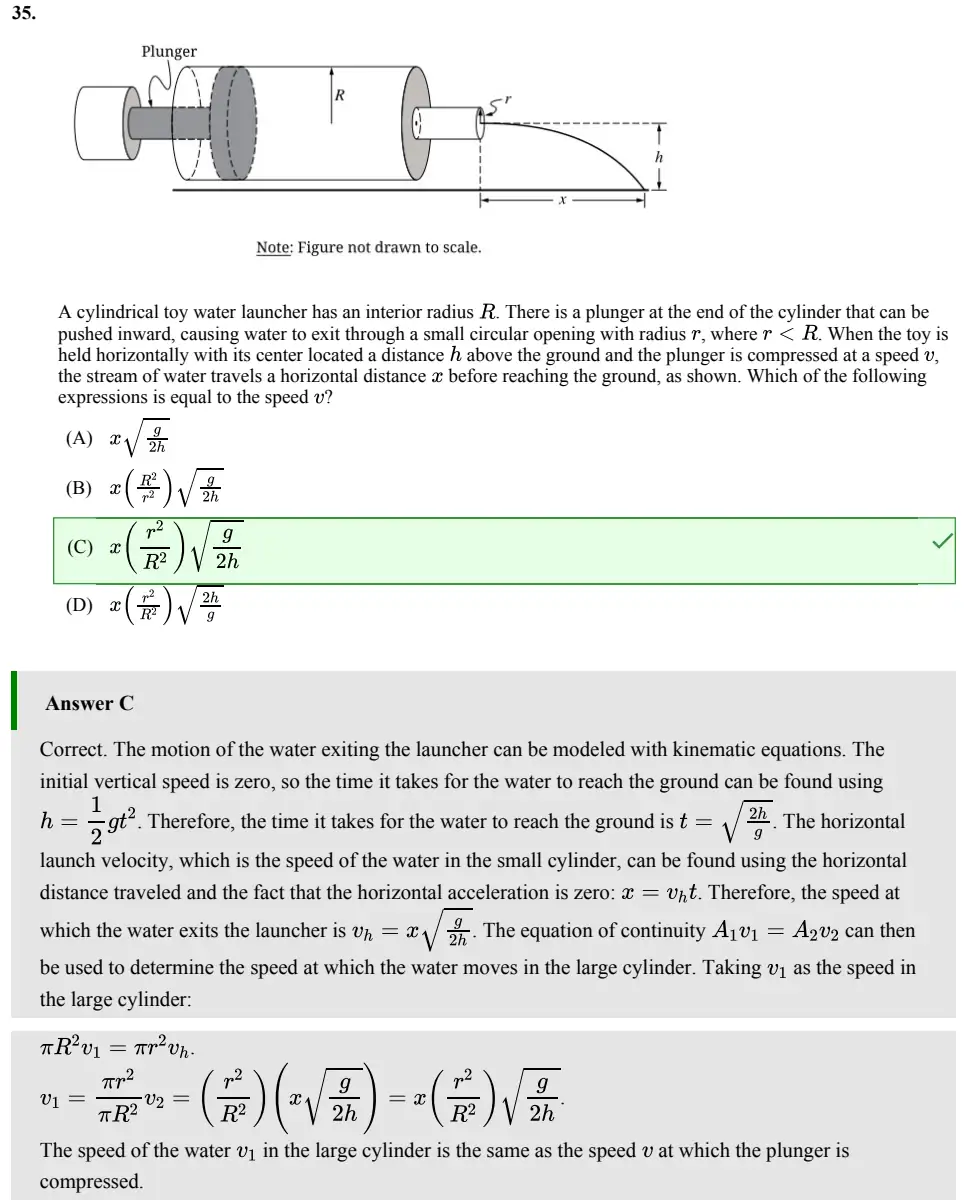 35.
Plunger
R
r
h
x
Note: Figure not drawn to scale.
A cylindrical toy water launcher has an interior radius R. There is a plunger at the end of the cylinder that can be
pushed inward, causing water to exit through a small circular opening with radius r, where r < R. When the toy is
held horizontally with its center located a distance h above the ground and the plunger is compressed at a speed v,
the stream of water travels a horizontal distance x before reaching the ground, as shown. Which of the following
expressions is equal to the speed v?
(A) x√(g/2h)
(B) x(R²/r²)√(g/2h)
(C) x(r²/R²)√(g/2h)
(D) x(r²/R²)√(2h/g)
Answer C
Correct. The motion of the water exiting the launcher can be modeled with kinematic equations. The
initial vertical speed is zero, so the time it takes for the water to reach the ground can be found using
h = 1/2 gt². Therefore, the time it takes for the water to reach the ground is t = √(2h/g). The horizontal
launch velocity, which is the speed of the water in the small cylinder, can be found using the horizontal
distance traveled and the fact that the horizontal acceleration is zero: x = vₕt. Therefore, the speed at
which the water exits the launcher is vₕ = x√(g/2h). The equation of continuity A₁v₁ = A₂v₂ can then
be used to determine the speed at which the water moves in the large cylinder. Taking v₁ as the speed in
the large cylinder:
πR²v₁ = πr²vₕ.
v₁ = πr²/πR² v₂ = (r²/R²)(x√(g/2h)) = x(r²/R²)√(g/2h).
The speed of the water v₁ in the large cylinder is the same as the speed v at which the plunger is
compressed.